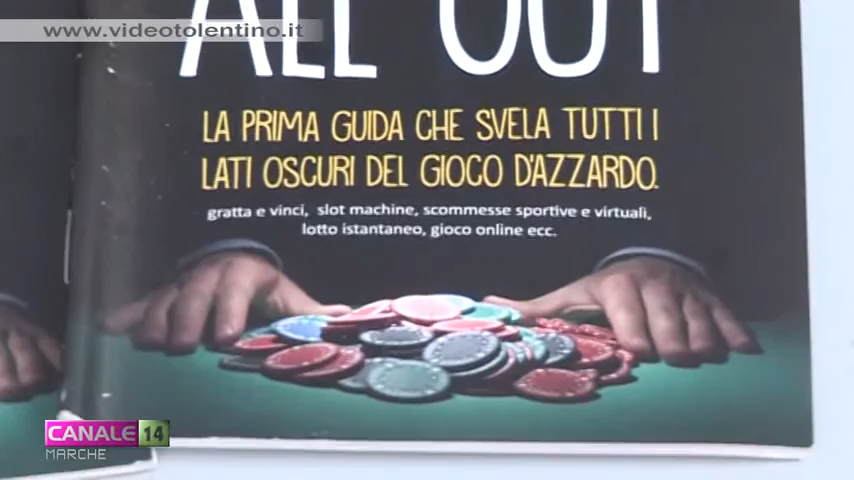 www.videotolentino.it
ALL OUT
LA PRIMA GUIDA CHE SVELA TUTTI I
LATI OSCURI DEL GIOCO D'AZZARDO.
gratta e vinci, slot machine, scommesse sportive e virtuali,
lotto istantaneo, gioco online ecc.
CANALE 14
MARCHE